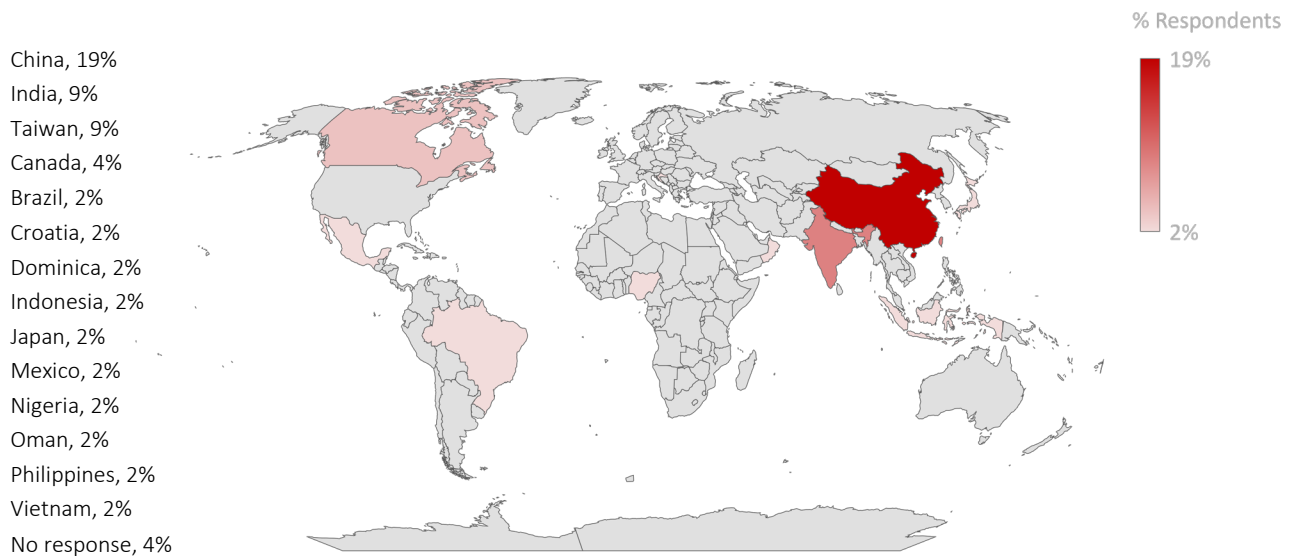 % Respondents
19%
2%
China, 19%
India, 9%
Taiwan, 9%
Canada, 4%
Brazil, 2%
Croatia, 2%
Dominica, 2%
Indonesia, 2%
Japan, 2%
Mexico, 2%
Nigeria, 2%
Oman, 2%
Philippines, 2%
Vietnam, 2%
No response, 4%